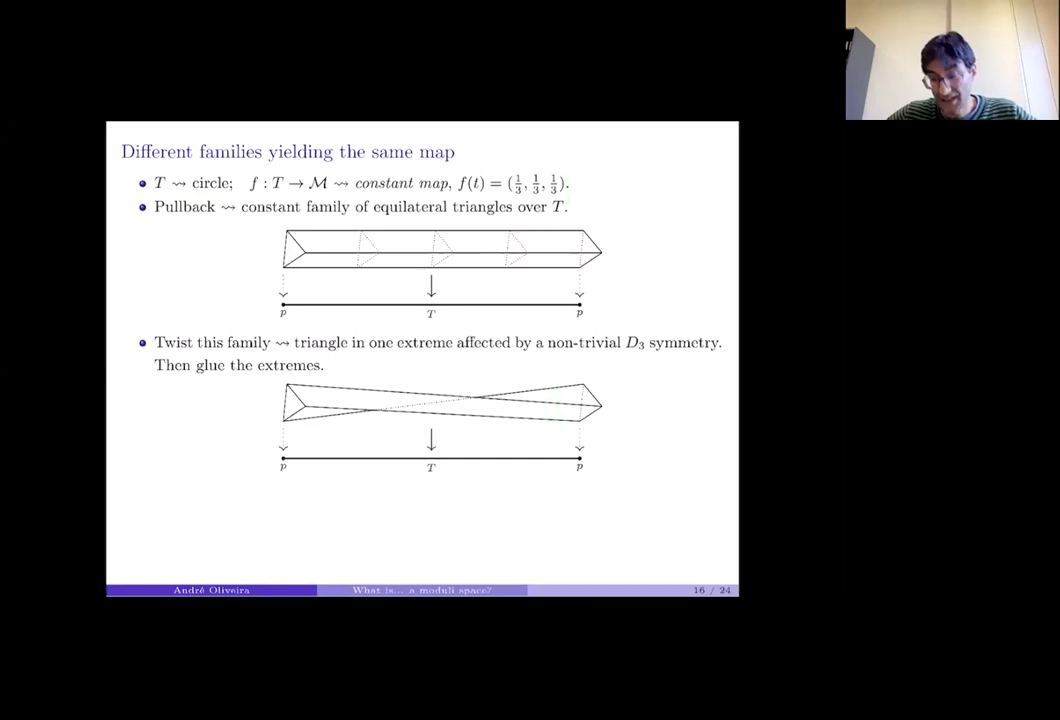 Different families yielding the same map
• T ⇝ circle; f : T → M ⇝ constant map, f(t) = (1/3, 1/3, 1/3).
• Pullback ⇝ constant family of equilateral triangles over T.
p T p
• Twist this family ⇝ triangle in one extreme affected by a non-trivial D₃ symmetry.
Then glue the extremes.
p T p
André Oliveira What is... a moduli space? 16 / 24